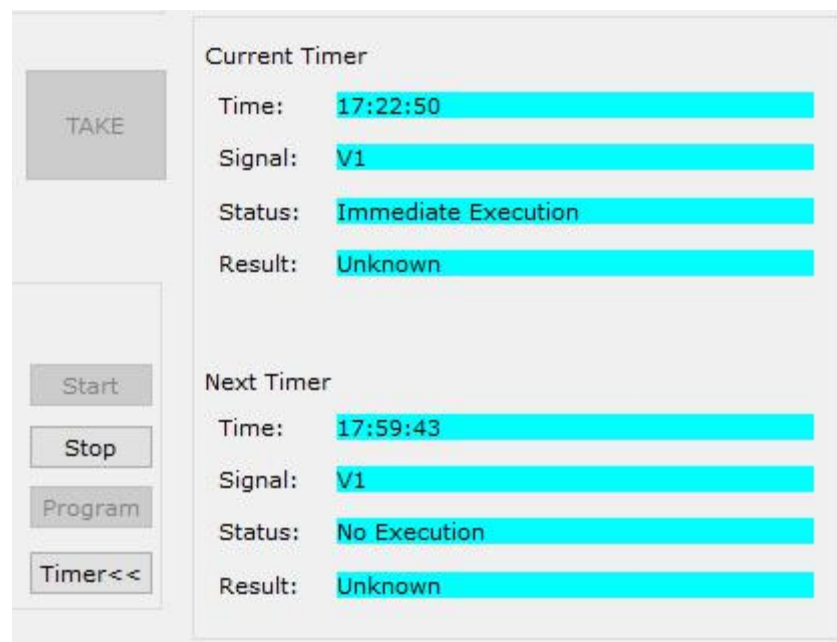 TAKE
Start
Stop
Program
Timer<<
Current Timer
Time: 17:22:50
Signal: V1
Status: Immediate Execution
Result: Unknown
Next Timer
Time: 17:59:43
Signal: V1
Status: No Execution
Result: Unknown